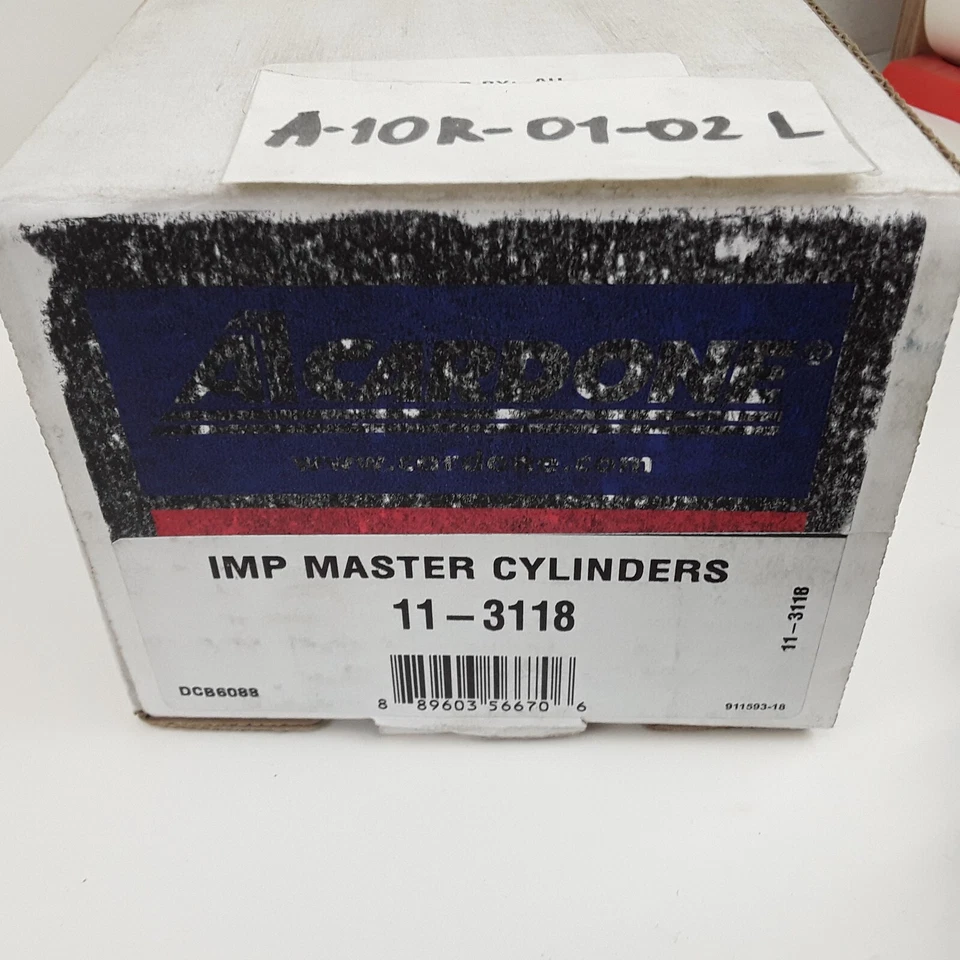 A-10R-01-02 L
A1 CARDONE®
www.cardone.com
IMP MASTER CYLINDERS
11-3118
11-3118
DCB6088
8 89603 56670 6
911593-18